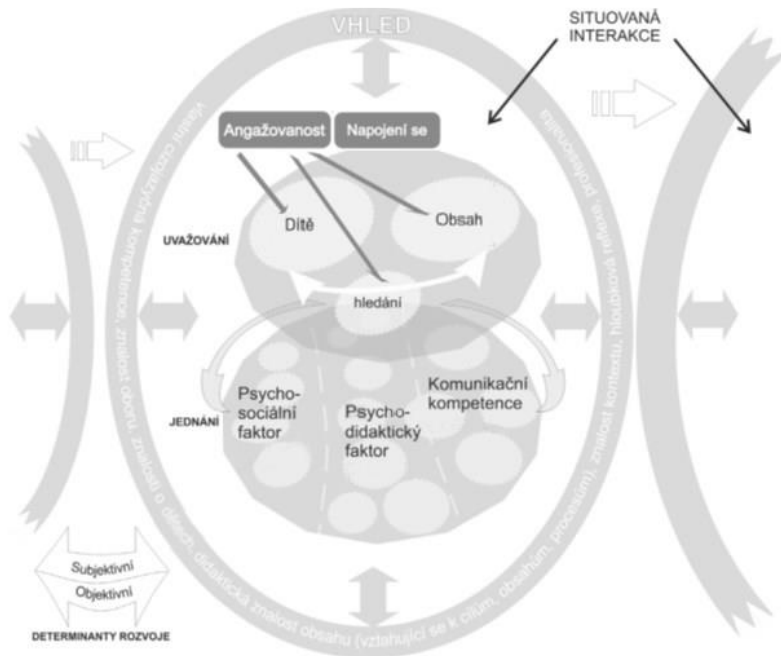 VHLED
SITUOVANÁ
INTERAKCE
Angažovanost
Napojení se
Dítě
Obsah
UVAŽOVÁNÍ
hledání
JEDNÁNÍ
Psycho-
sociální
faktor
Psycho-
didaktický
faktor
Komunikační
kompetence
vlastní cizojazyčná kompetence, znalost oboru, znalosti o dětech, didaktická znalost obsahu (vztahující se k cílům, obsahům, procesům), znalost kontextu, hloubková reflexe, profesionalita
Subjektivní
Objektivní
DETERMINANTY ROZVOJE